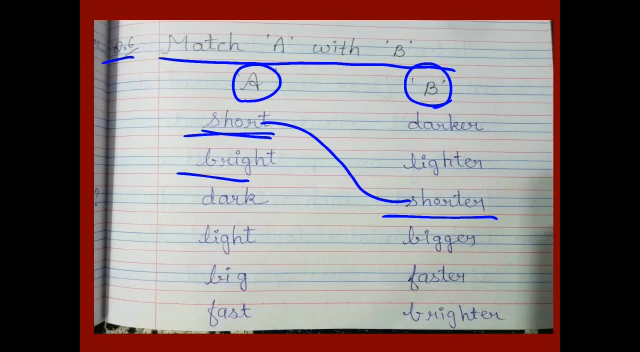 Q.6 Match 'A' with 'B'
A 'B'
short darker
bright lighter
dark shorter
light bigger
big faster
fast brighter